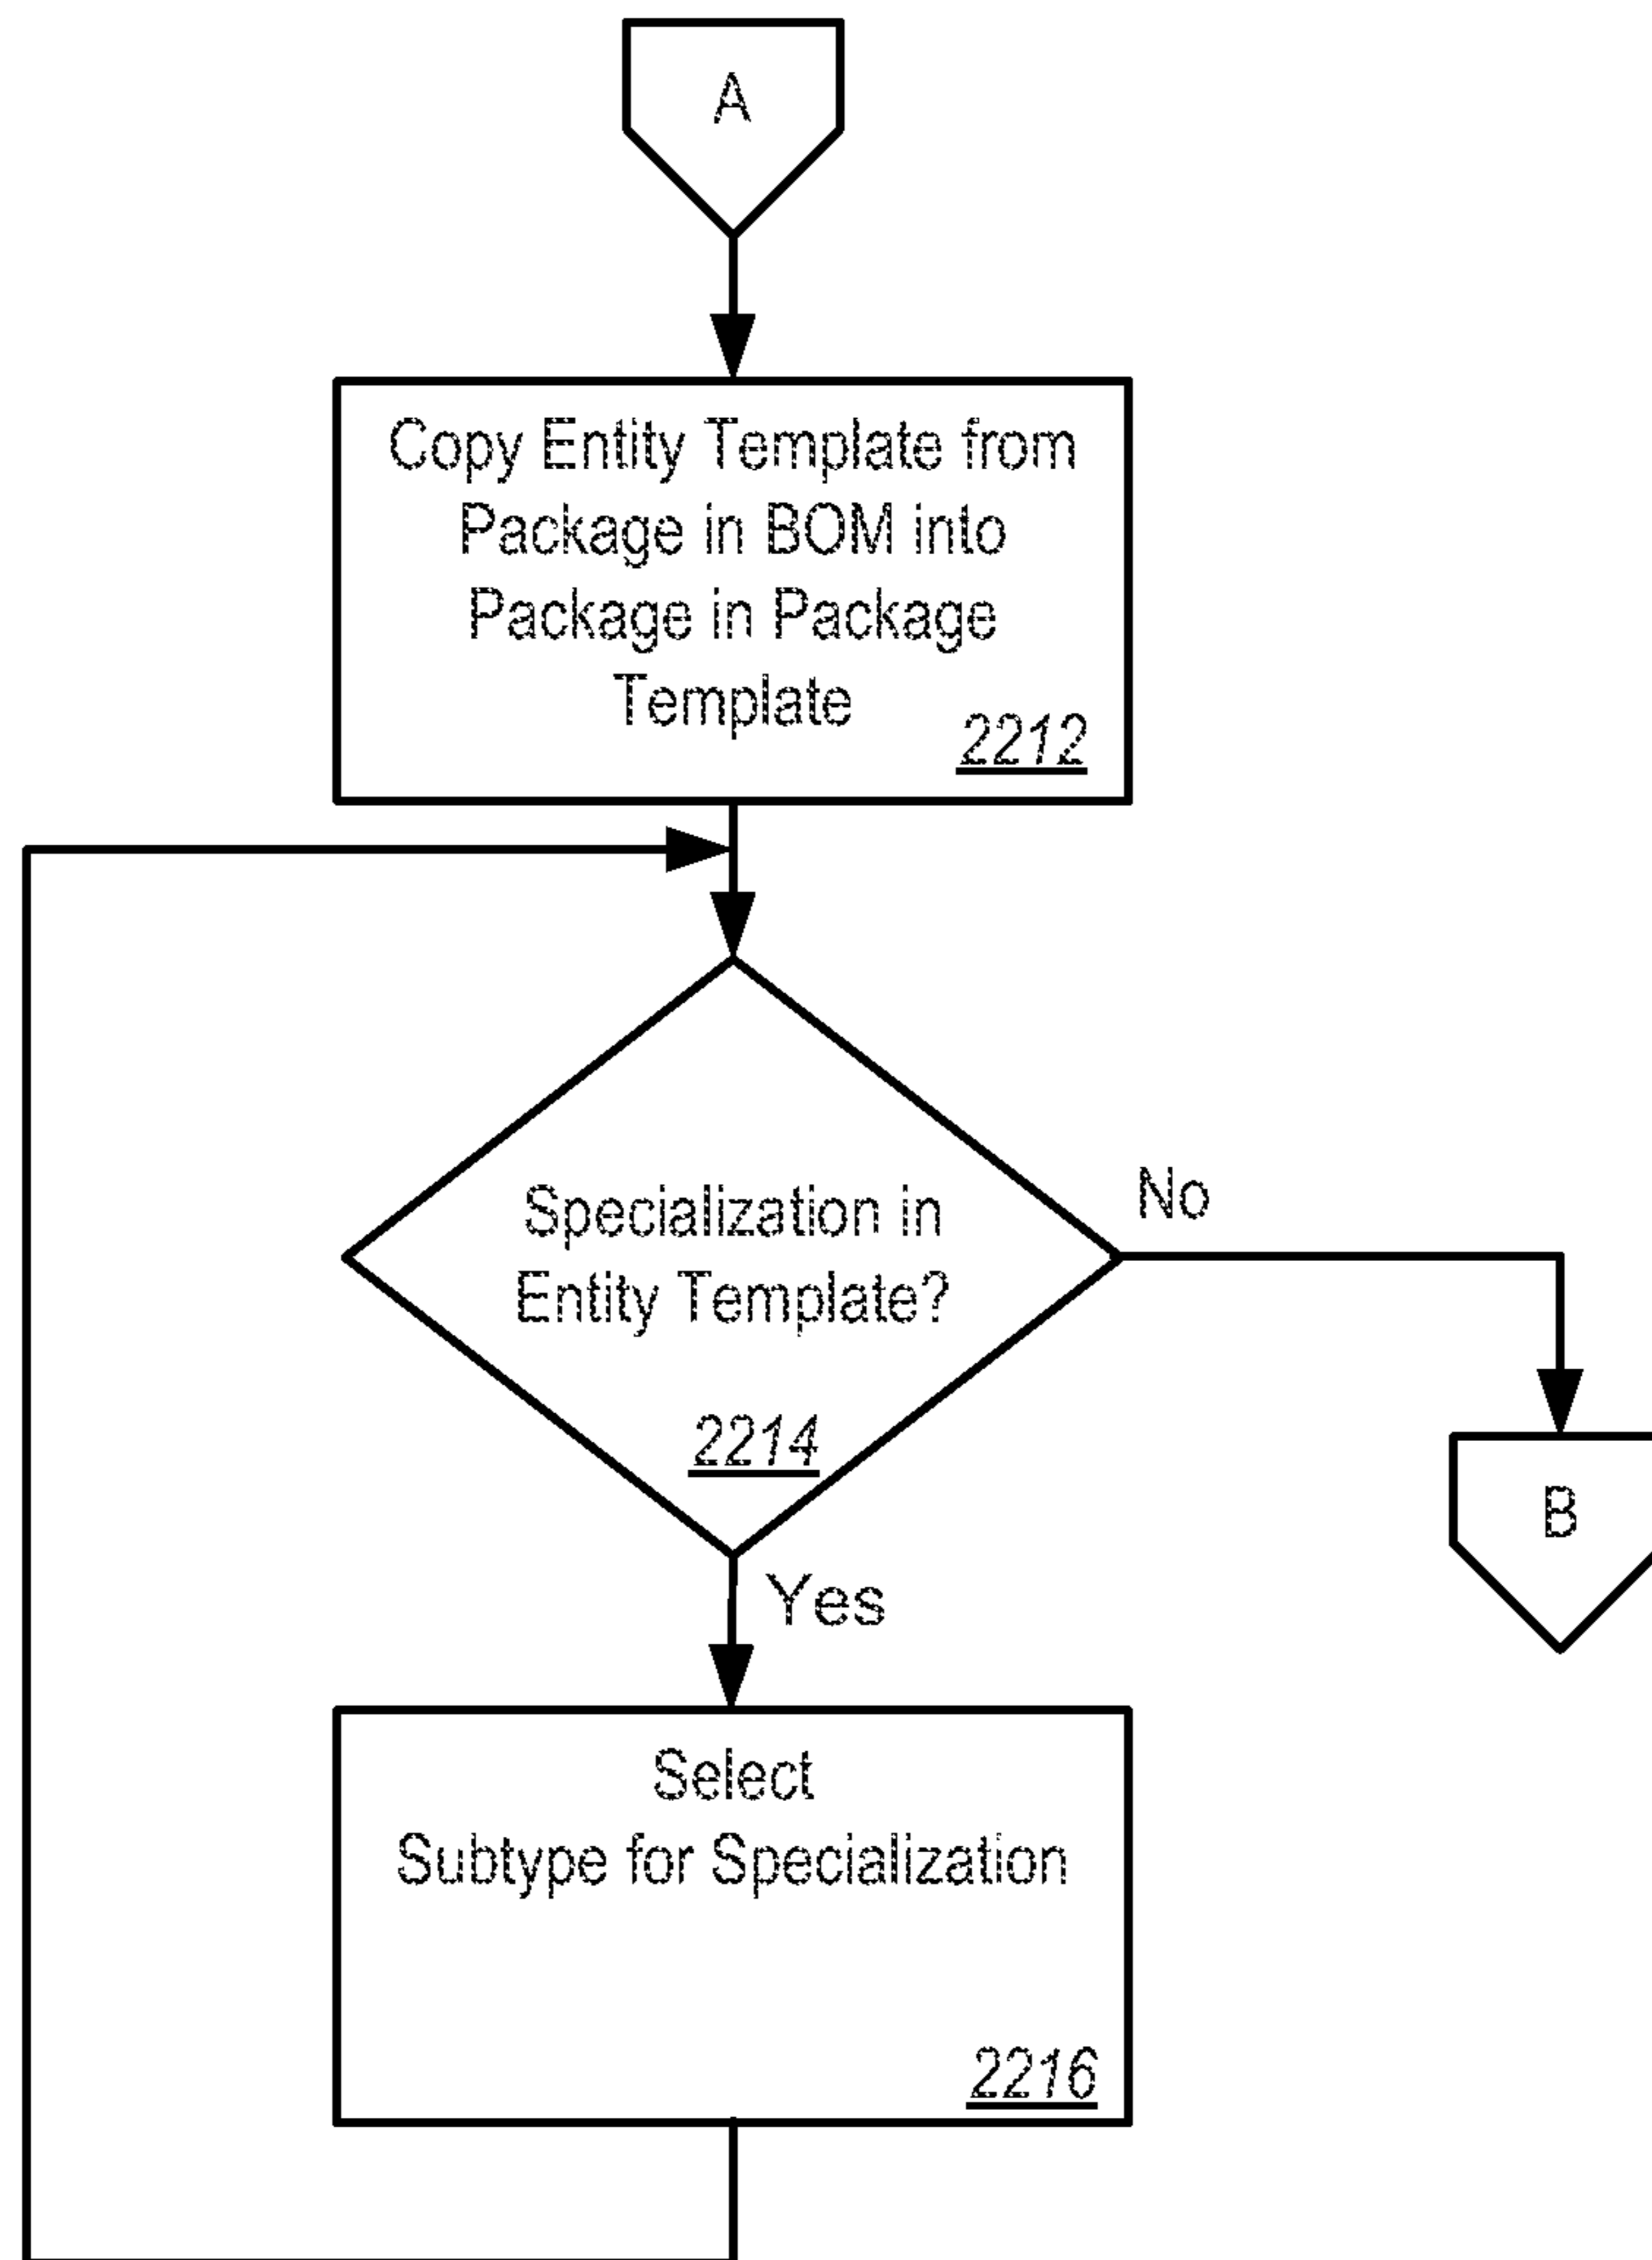 A
Copy Entity Template from
Package in BOM into
Package in Package
Template
2212
Specialization in
Entity Template?
2214
No
B
Yes
Select
Subtype for Specialization
2216